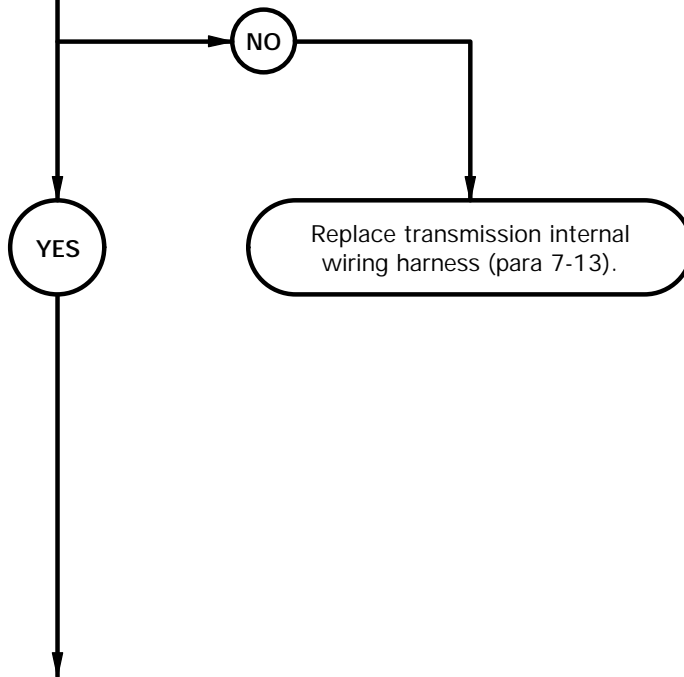 NO
YES
Replace transmission internal
wiring harness (para 7-13).